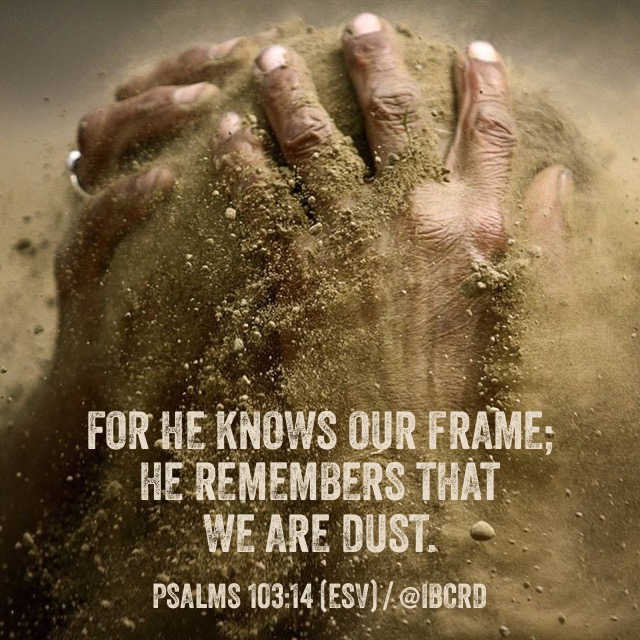 FOR HE KNOWS OUR FRAME;
HE REMEMBERS THAT
WE ARE DUST.
PSALMS 103:14 (ESV) / @IBCRD